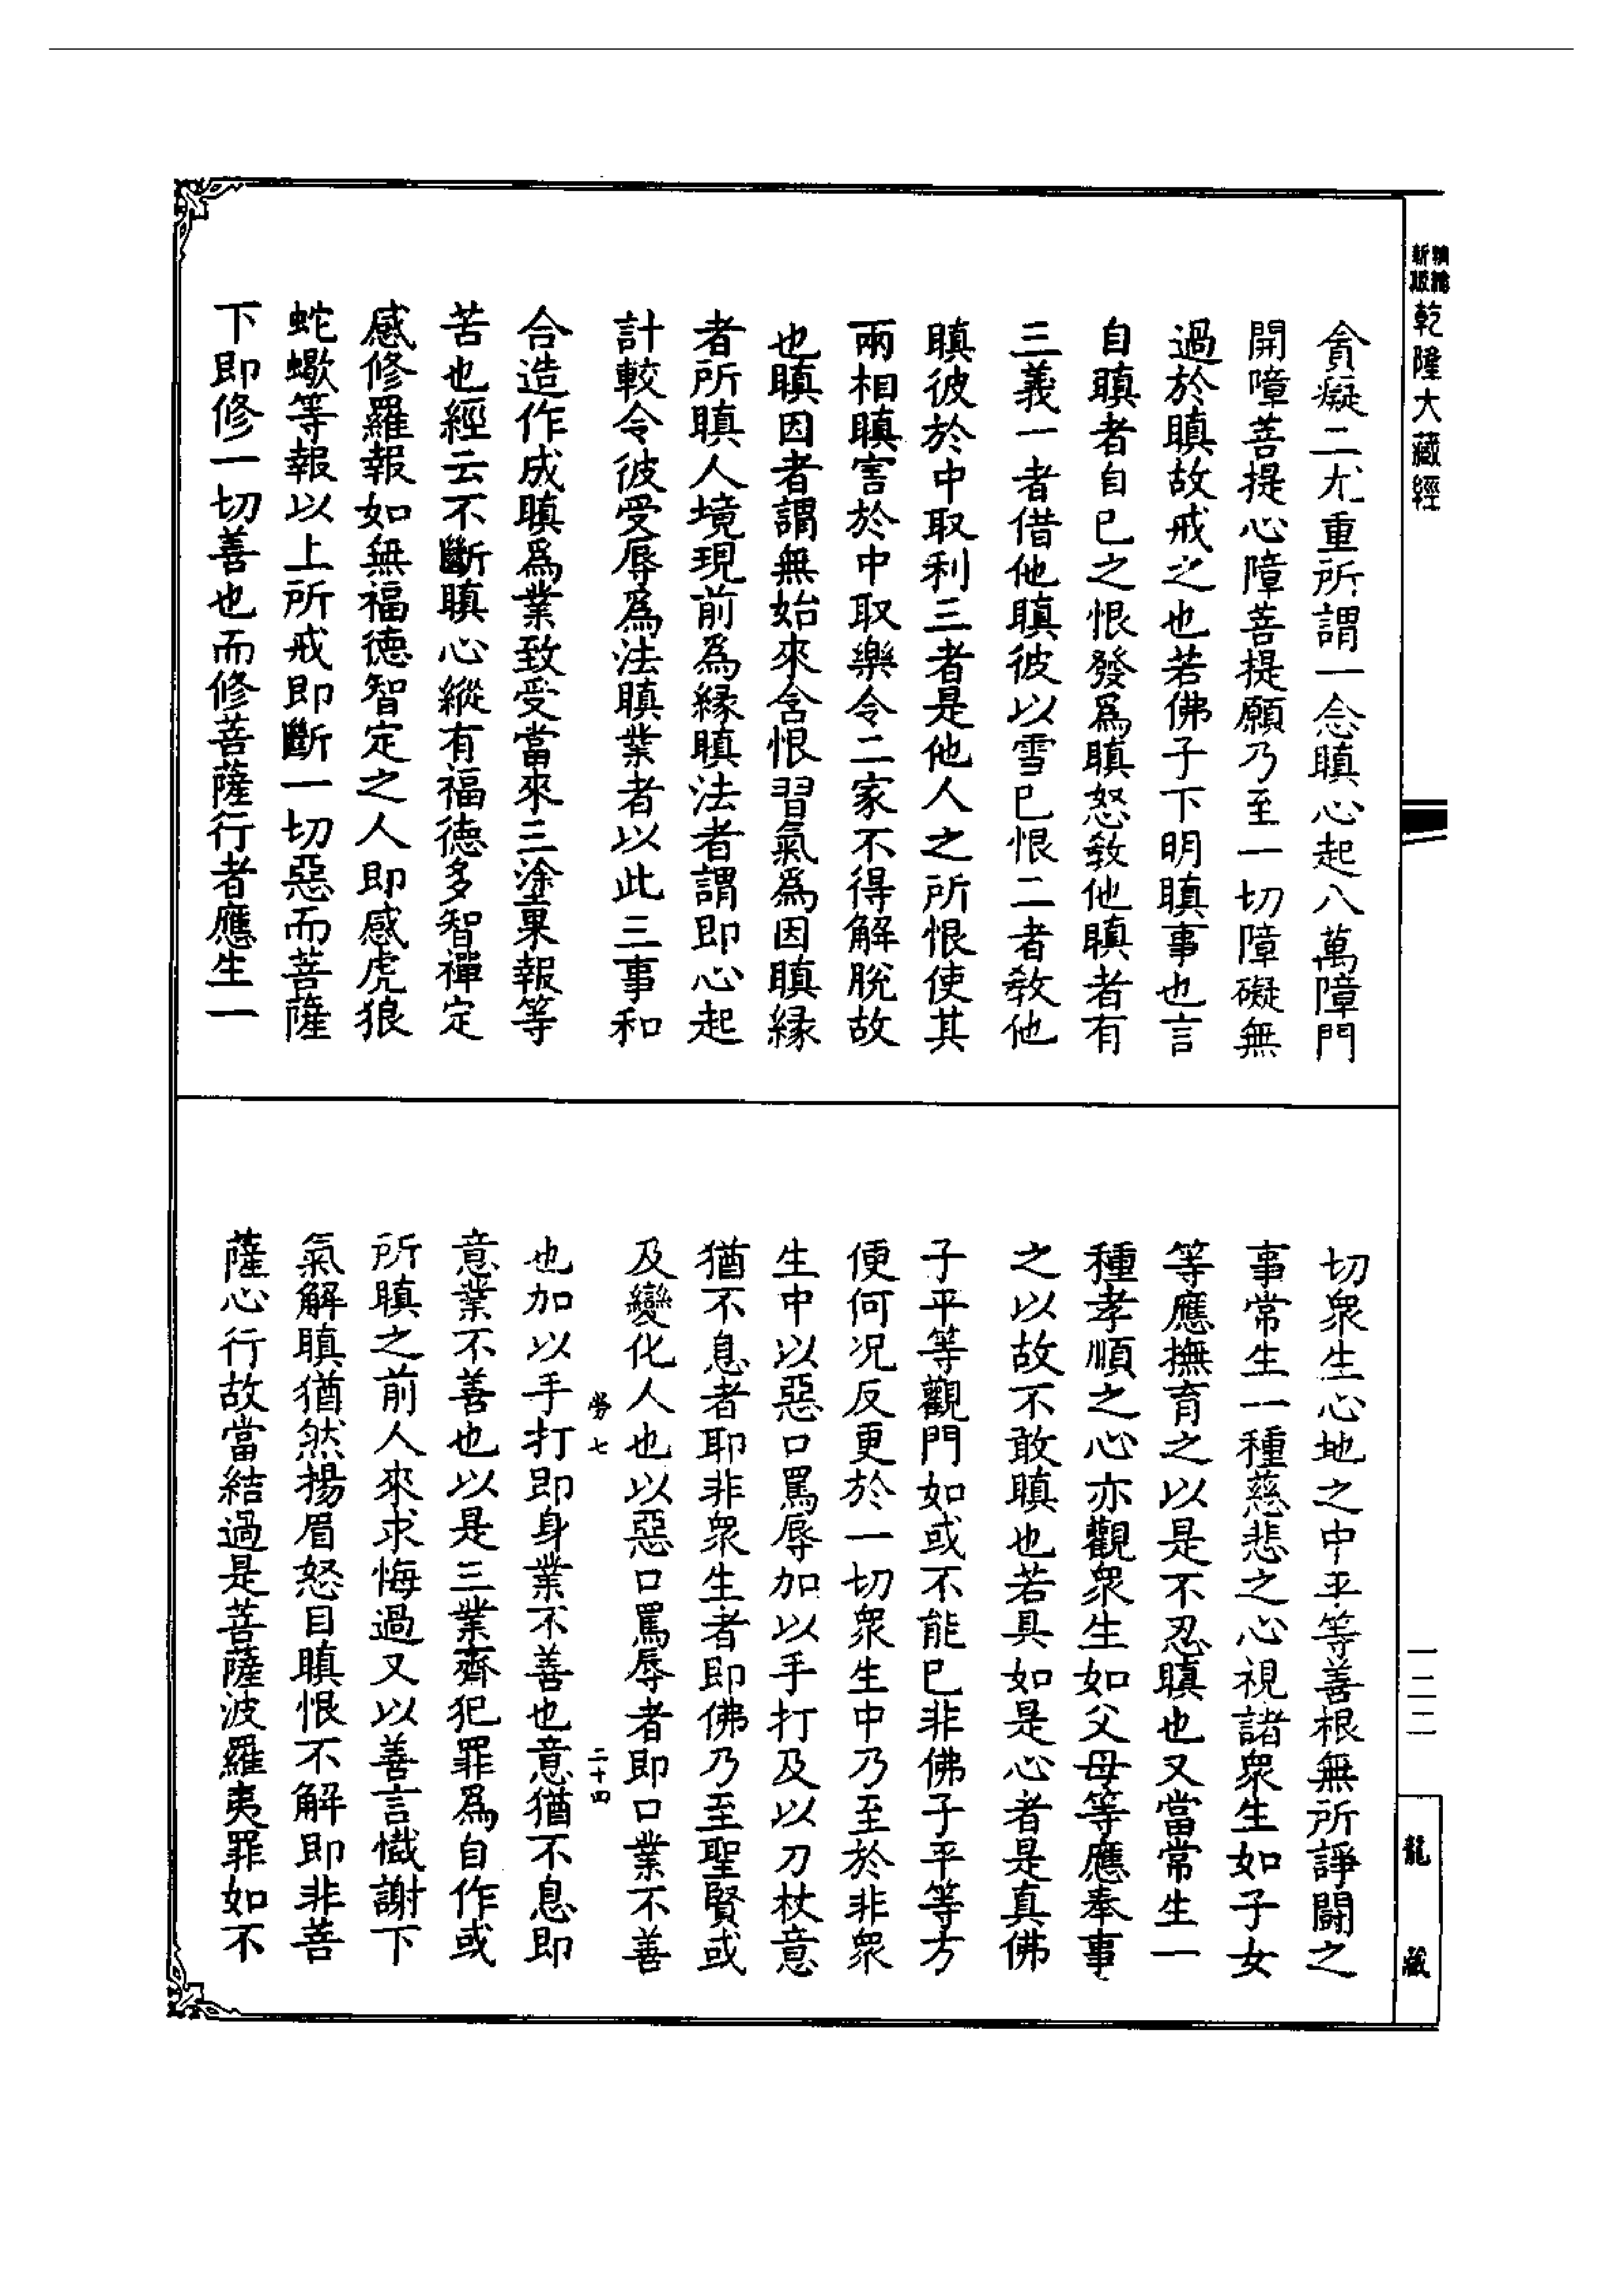 精縮新版乾隆大藏經
貪癡二尤重所謂一念瞋心起八萬障門
開障菩提心障菩提願乃至一切障礙無
過於瞋故戒之也若佛子下明瞋事也言
自瞋者自已之恨發爲瞋怒教他瞋者有
三義一者借他瞋彼以雪已恨二者教他
瞋彼於中取利三者是他人之所恨使其
兩相瞋害於中取樂令二家不得解脫故
也瞋因者謂無始來含恨習氣爲因瞋緣
者所瞋人境現前爲緣瞋法者謂即心起
計較令彼受辱爲法瞋業者以此三事和
合造作成瞋爲業致受當來三塗果報等
苦也經云不斷瞋心縱有福德多智禪定
感修羅報如無福德智定之人即感虎狼
蛇蠍等報以上所戒即斷一切惡而菩薩
下即修一切善也而修菩薩行者應生一
切衆生心地之中平等善根無所諍鬪之
事常生一種慈悲之心視諸衆生如子女
等應撫育之以是不忍瞋也又當常生一
種孝順之心亦觀衆生如父母等應奉事
之以故不敢瞋也若具如是心者是真佛
子平等觀門如或不能已非佛子平等方
便何況反更於一切衆生中乃至於非衆
生中以惡口罵辱加以手打及以刀杖意
猶不息者耶非衆生者即佛乃至聖賢或
及變化人也以惡口罵辱者即口業不善
勞七 二十四
也加以手打即身業不善也意猶不息即
意業不善也以是三業齊犯罪爲自作或
所瞋之前人來求悔過又以善言懺謝下
氣解瞋猶然揚眉怒目瞋恨不解即非菩
薩心行故當結過是菩薩波羅夷罪如不
一二二
龍藏